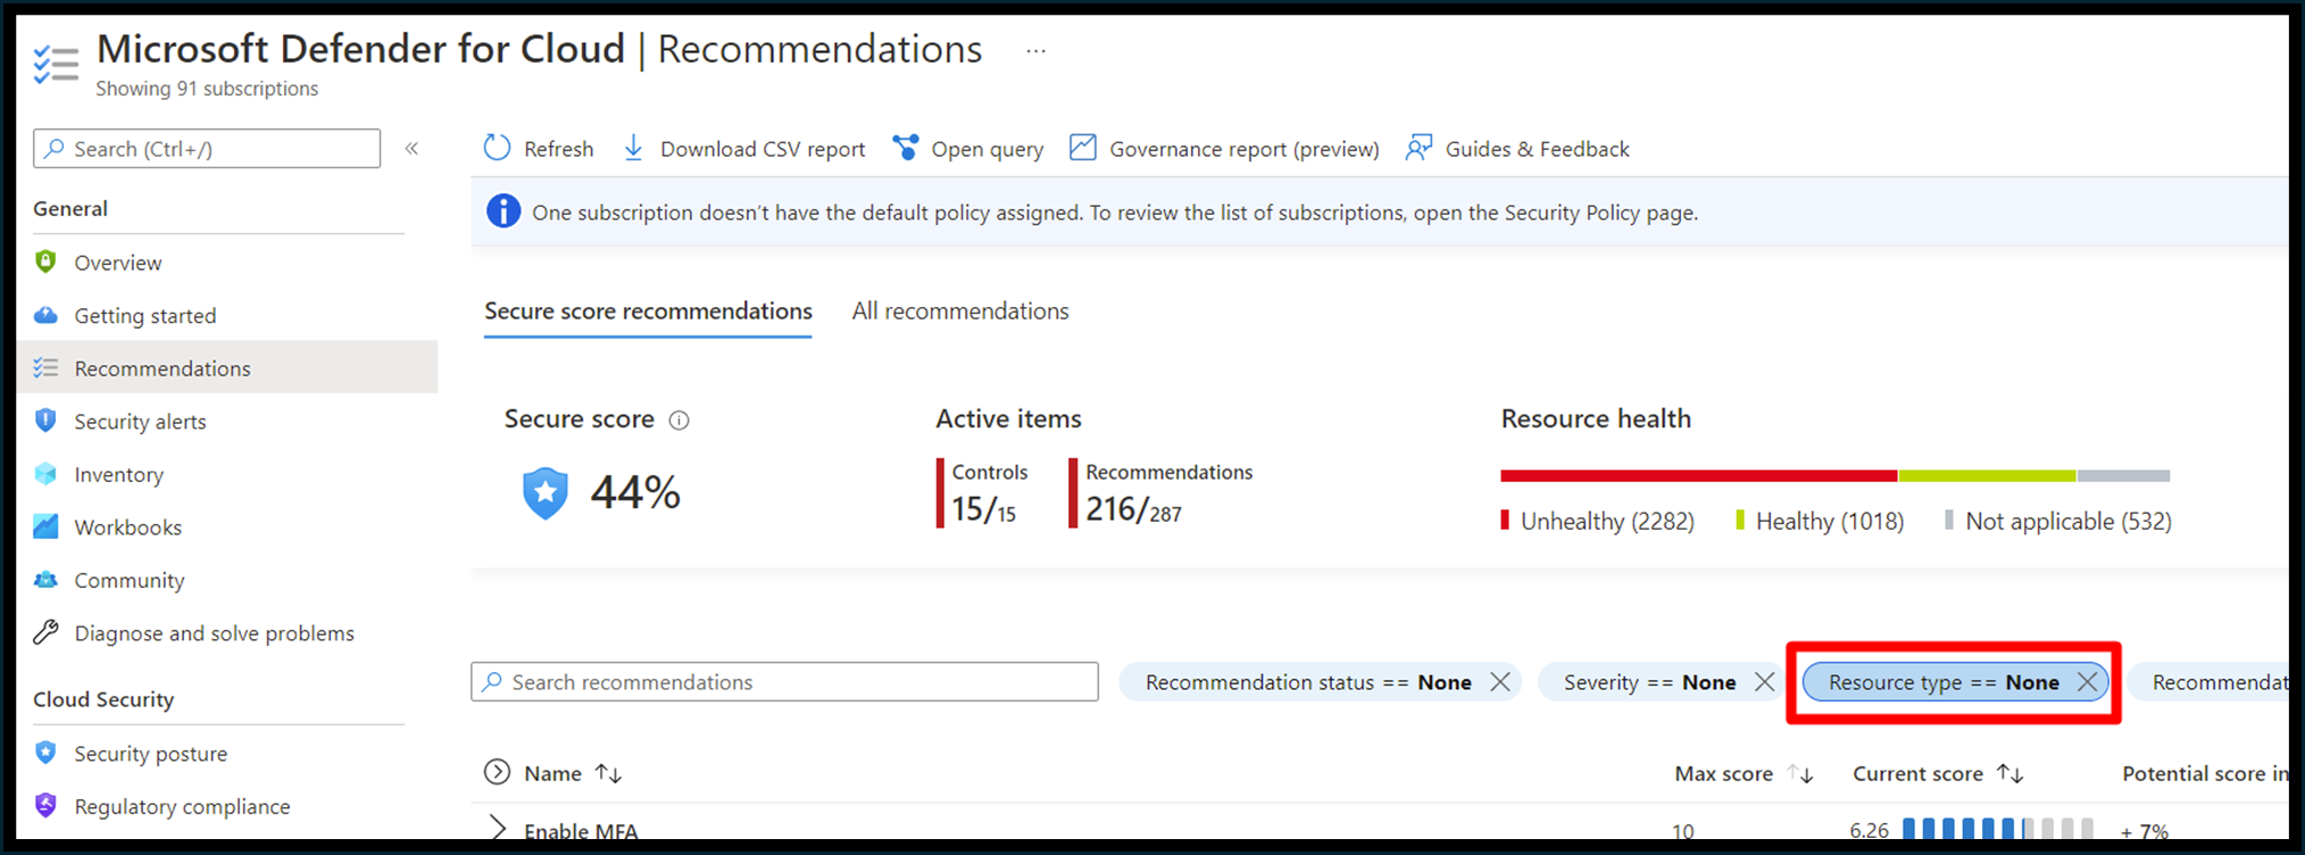 Microsoft Defender for Cloud | Recommendations ...
Showing 91 subscriptions
Search (Ctrl+/) «
General
Overview
Getting started
Recommendations
Security alerts
Inventory
Workbooks
Community
Diagnose and solve problems
Cloud Security
Security posture
Regulatory compliance
Refresh Download CSV report Open query Governance report (preview) Guides & Feedback
One subscription doesn't have the default policy assigned. To review the list of subscriptions, open the Security Policy page.
Secure score recommendations All recommendations
Secure score
44%
Active items
Controls
15/15
Recommendations
216/287
Resource health
Unhealthy (2282) Healthy (1018) Not applicable (532)
Search recommendations Recommendation status == None Severity == None Resource type == None Recommendat
Name Max score Current score Potential score in
Enable MFA 10 6.26 + 7%